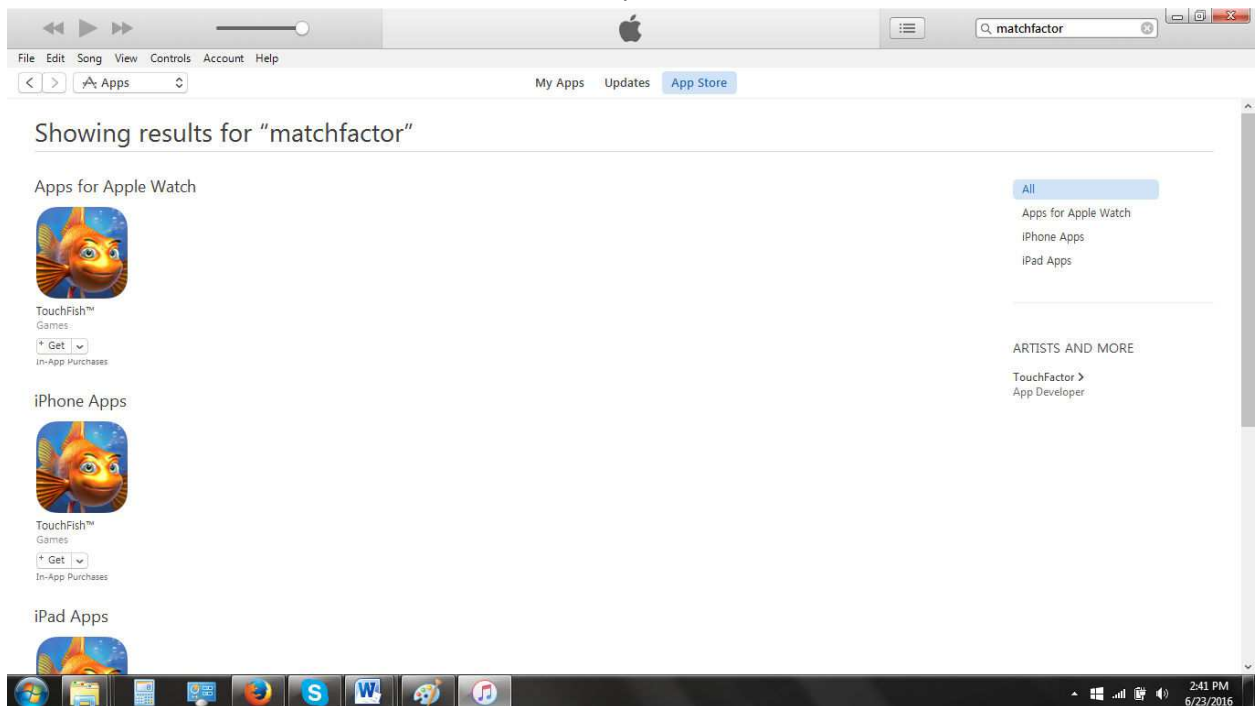 matchfactor
File Edit Song View Controls Account Help
Apps
My Apps Updates App Store
Showing results for “matchfactor”
Apps for Apple Watch
TouchFish™
Games
+ Get
In-App Purchases
iPhone Apps
TouchFish™
Games
+ Get
In-App Purchases
iPad Apps
All
Apps for Apple Watch
iPhone Apps
iPad Apps
ARTISTS AND MORE
TouchFactor >
App Developer
S
W
2:41 PM
6/23/2016